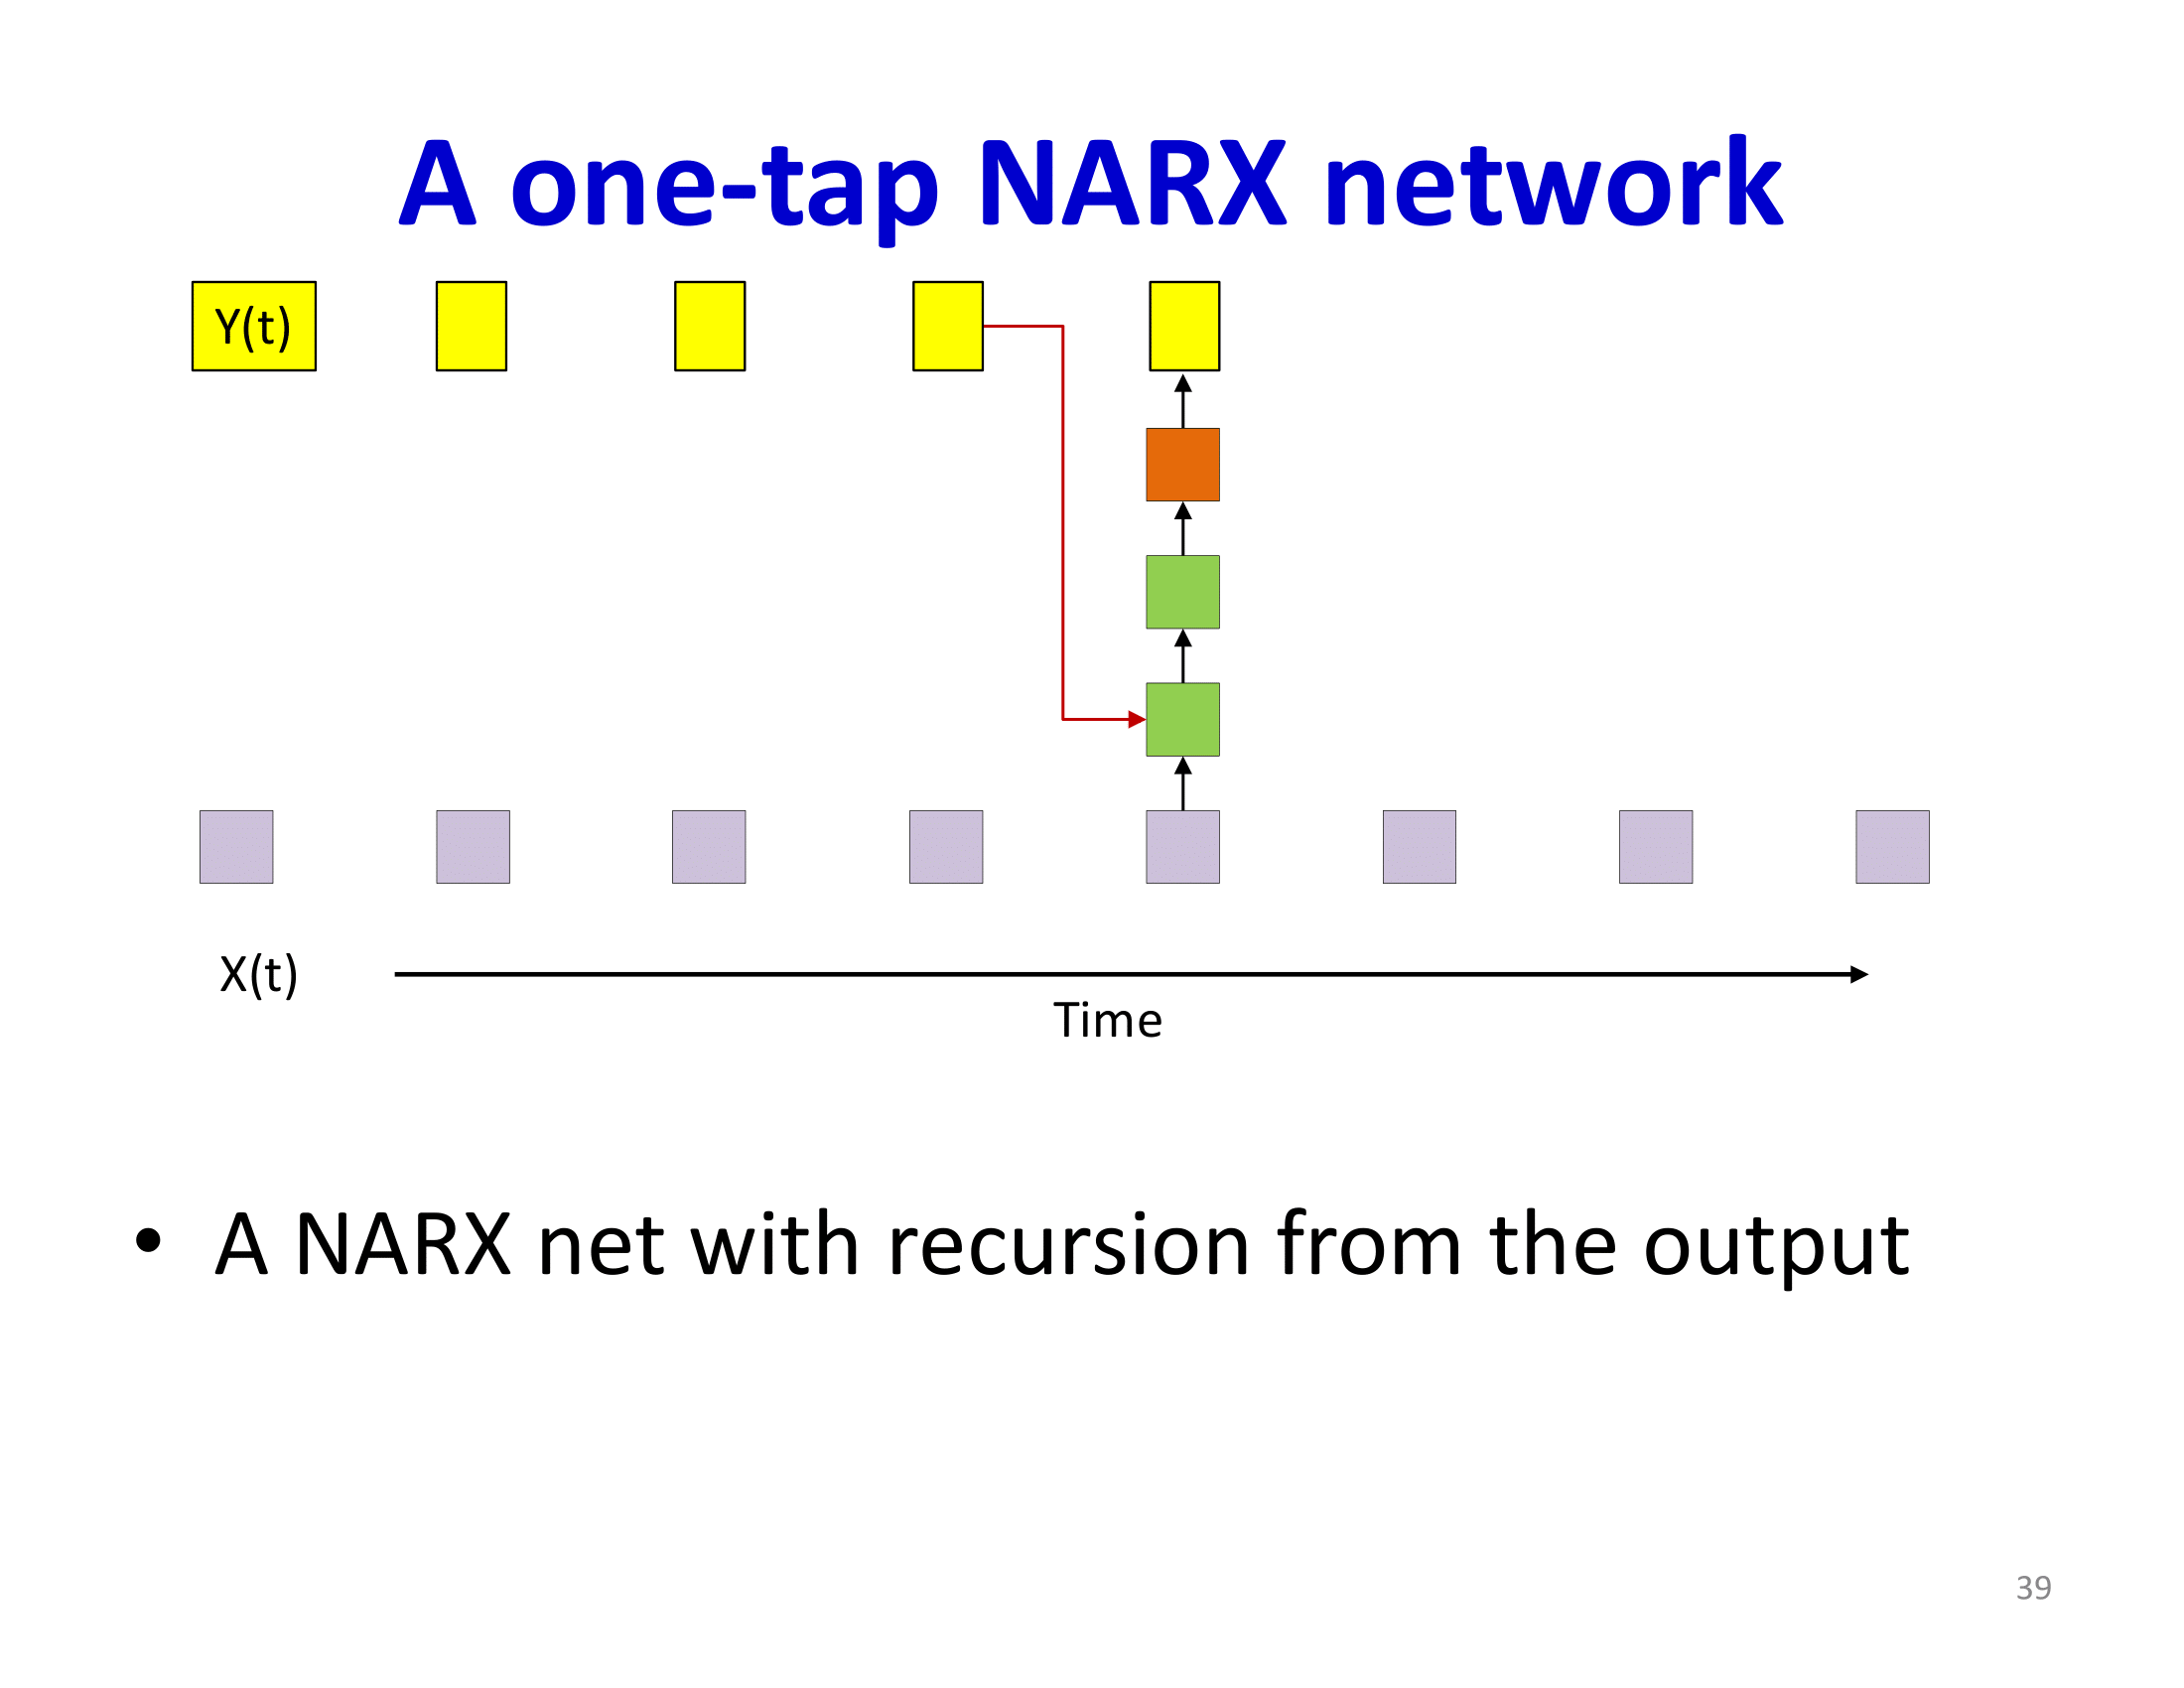 A one-tap NARX network
Y(t)
X(t)
Time
• A NARX net with recursion from the output
39